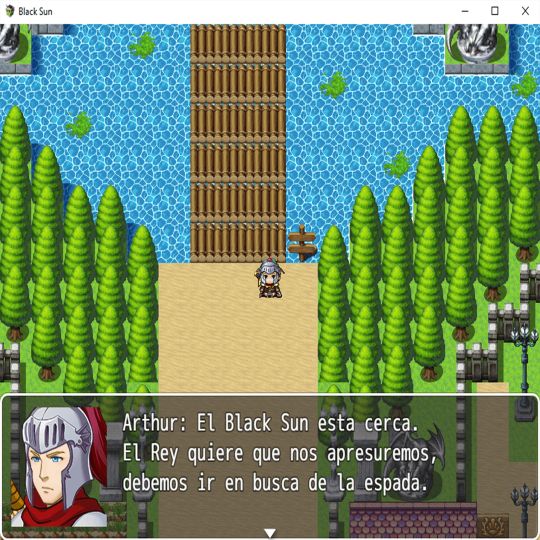 Black Sun
Arthur: El Black Sun esta cerca.
El Rey quiere que nos apresuremos,
debemos ir en busca de la espada.